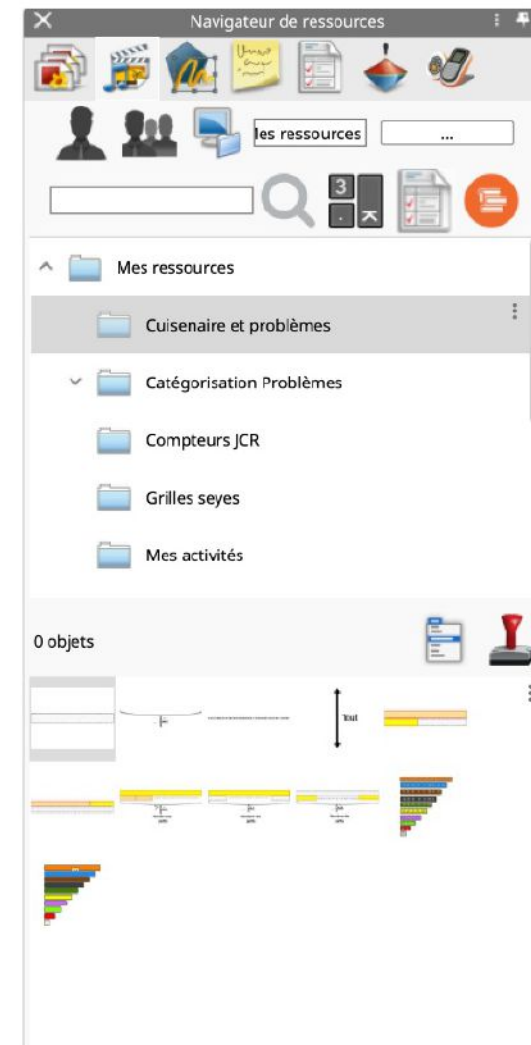 Navigateur de ressources
les ressources
...
3
.
Mes ressources
Cuisenaire et problèmes
Catégorisation Problèmes
Compteurs JCR
Grilles seyes
Mes activités
0 objets
Tout